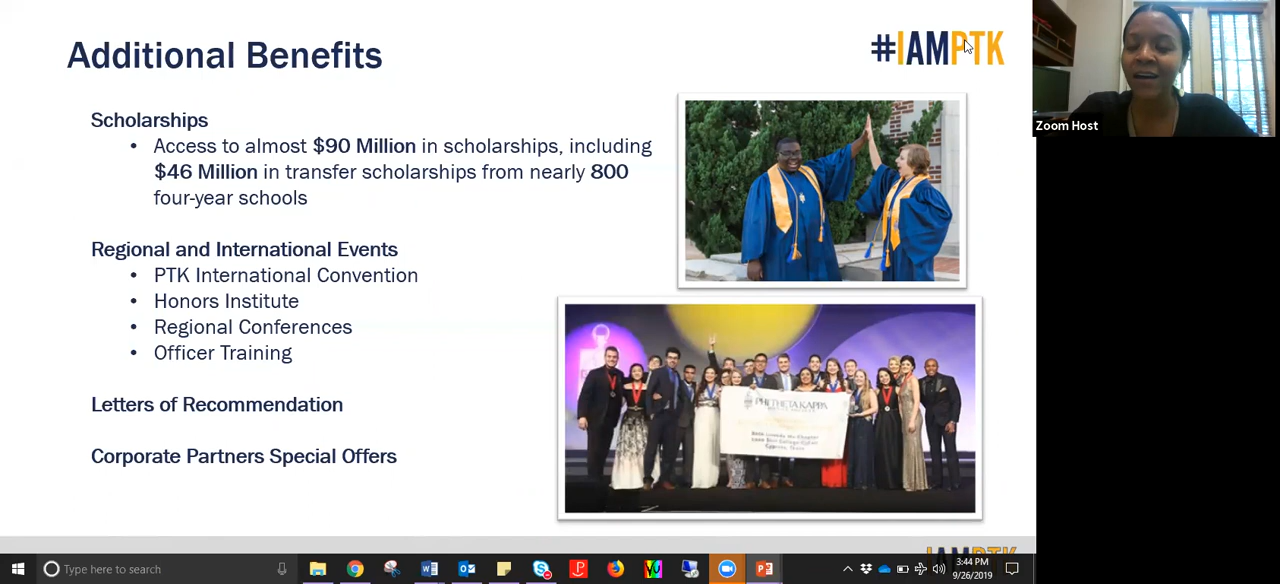 Additional Benefits
#IAMPTK
Scholarships
• Access to almost $90 Million in scholarships, including
$46 Million in transfer scholarships from nearly 800
four-year schools
Regional and International Events
• PTK International Convention
• Honors Institute
• Regional Conferences
• Officer Training
Letters of Recommendation
Corporate Partners Special Offers
PHI THETA KAPPA
Zoom Host
IAMPTK
Type here to search
3:44 PM
9/26/2019